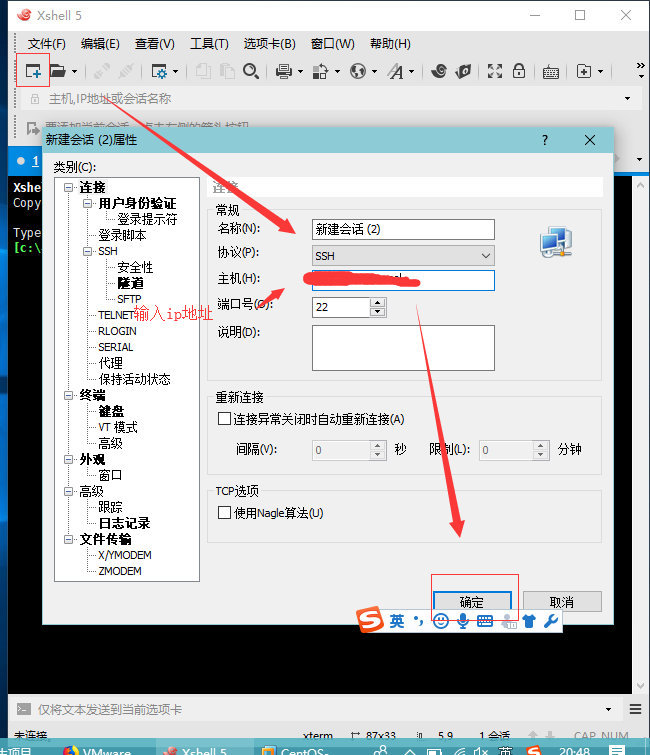 Xshell 5
文件(F) 编辑(E) 查看(V) 工具(T) 选项卡(B) 窗口(W) 帮助(H)
主机,IP地址或会话名称
要添加当前会话,点击左侧的箭头按钮
新建会话 (2)属性
? 
1
类别(C):
Xshe
Copy
Type
[c:\
连接
用户身份验证
登录提示符
登录脚本
SSH
安全性
隧道
SFTP
TELNET
输入ip地址
RLOGIN
SERIAL
代理
保持活动状态
终端
键盘
VT 模式
高级
外观
窗口
高级
跟踪
日志记录
文件传输
X/YMODEM
ZMODEM
连接
常规
名称(N): 新建会话 (2)
协议(P): SSH
主机(H):
端口号(O): 22
说明(D):
重新连接
连接异常关闭时自动重新连接(A)
间隔(V): 0 秒 限制(L): 0 分钟
TCP选项
使用Nagle算法(U)
确定 取消
S 英
仅将文本发送到当前选项卡
未连接。 xterm 87x33 5,9 1 会话 CAP NUM
VMware Xshell 5 CentOS- 英 S 20:48